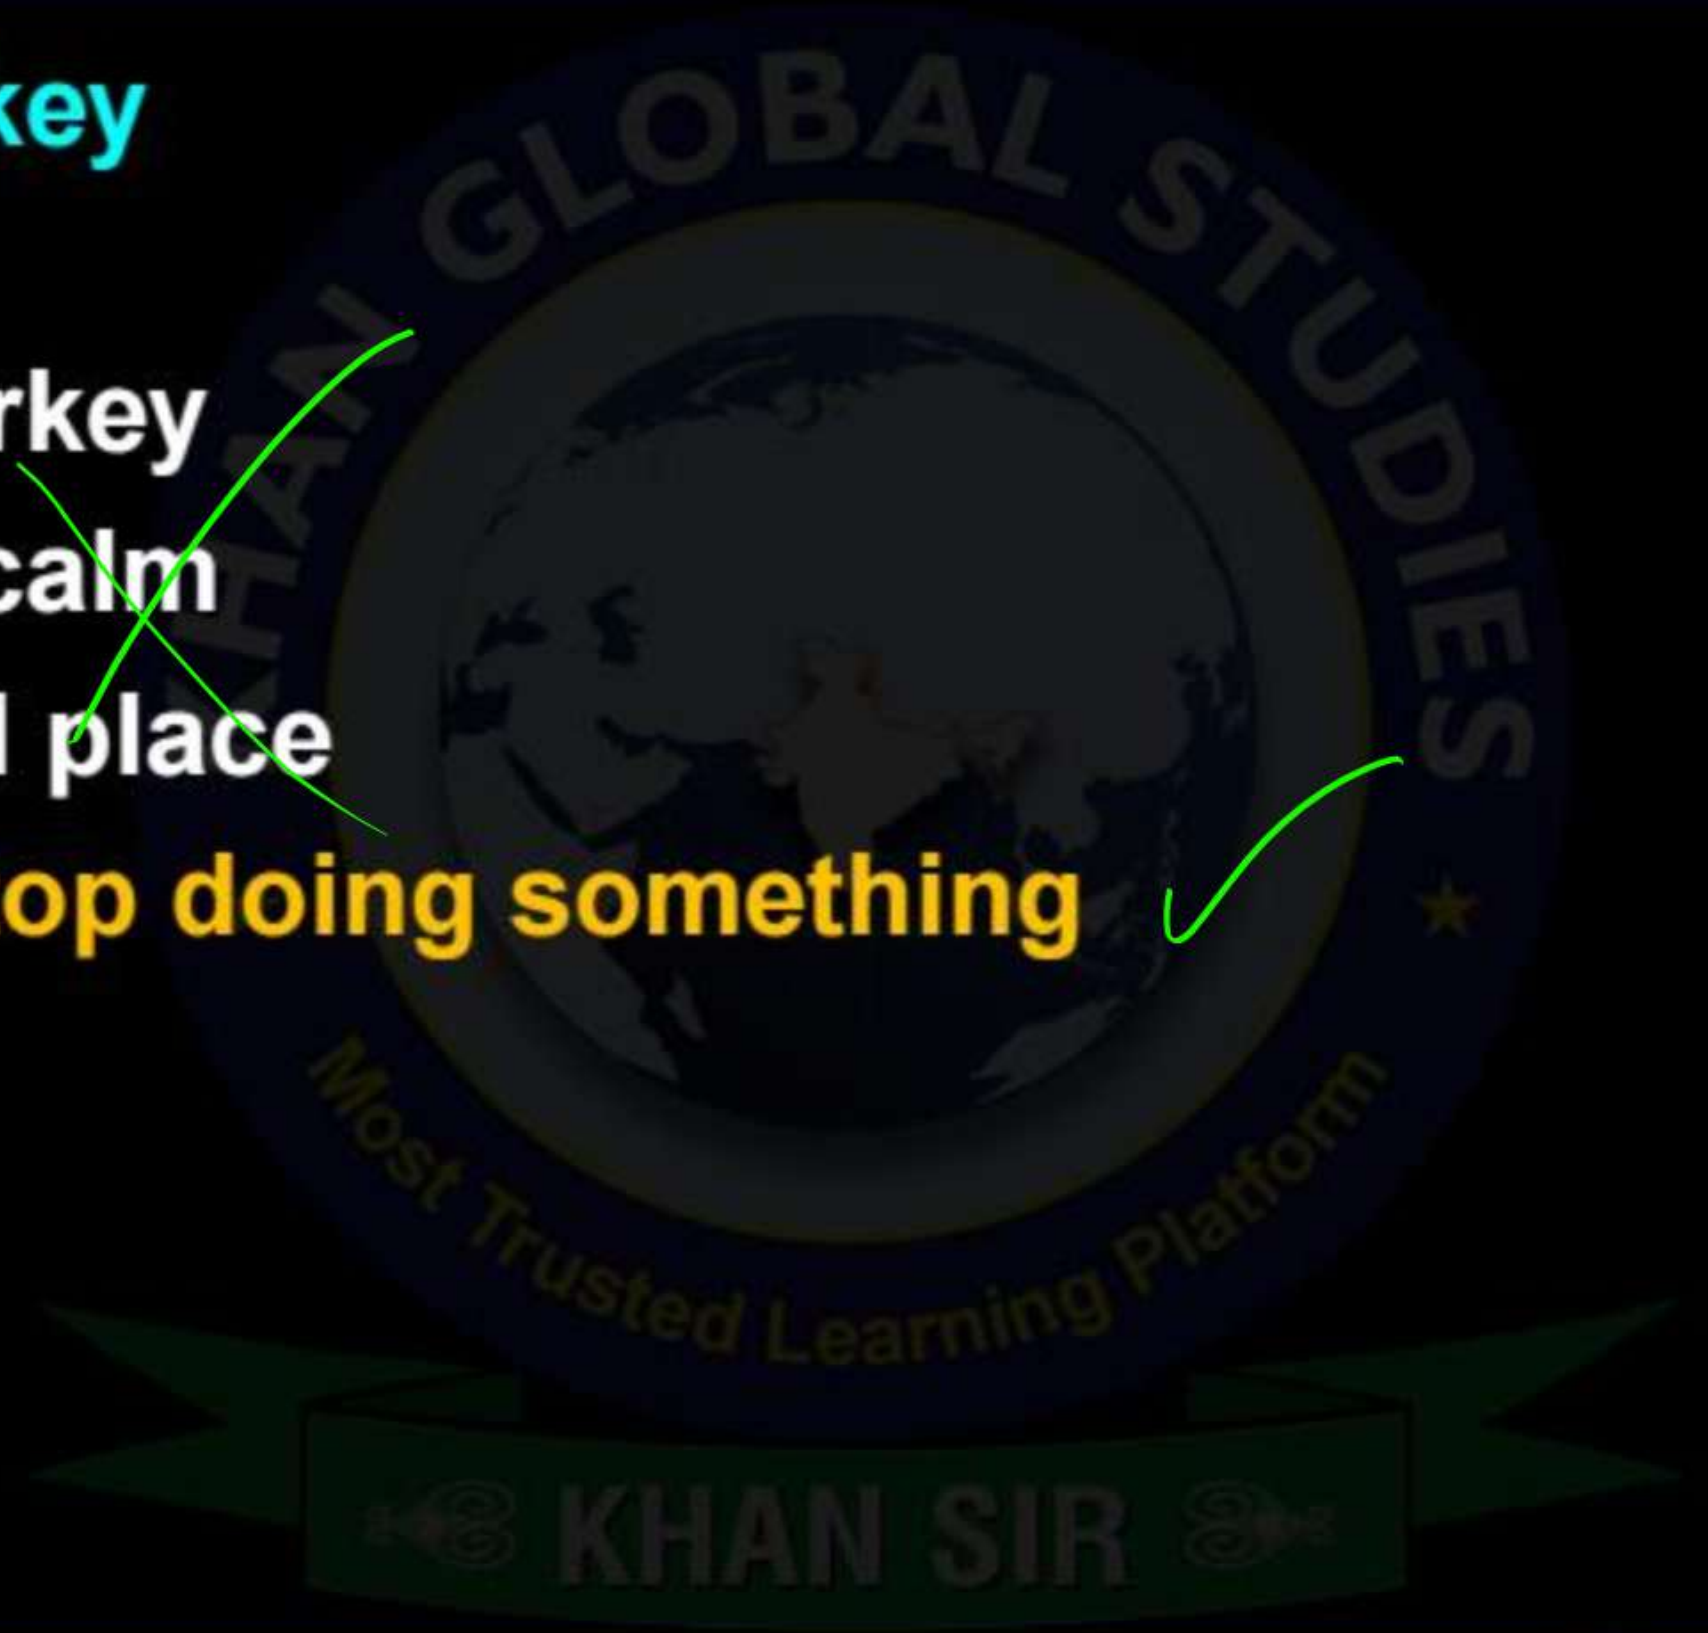 key
rkey
calm
l place
op doing something
KHAN GLOBAL STUDIES
Most Trusted Learning Platform
KHAN SIR